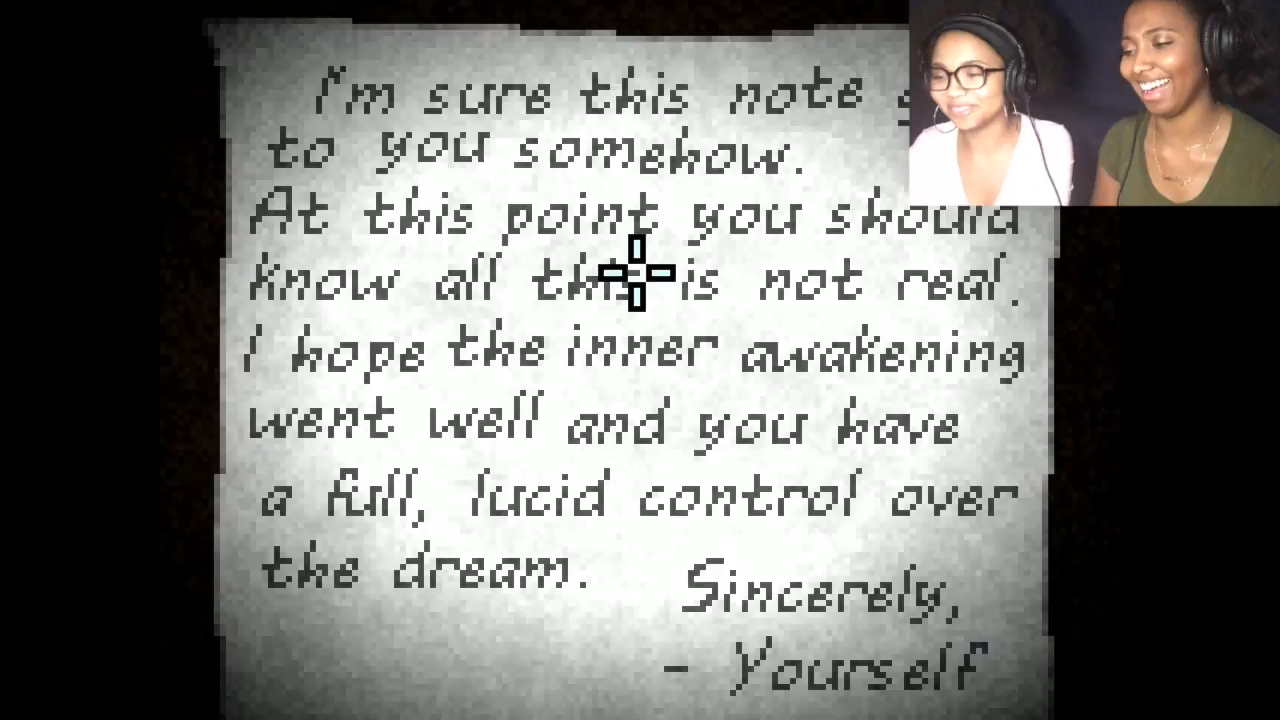 I'm sure this note
to you somehow.
At this point you should
know all this is not real.
I hope the inner awakening
went well and you have
a full, lucid control over
the dream.
Sincerely,
- Yourself